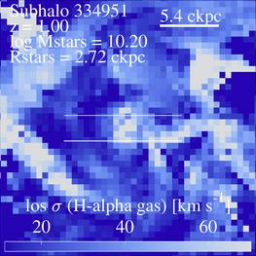 Subhalo 334951
5.4 ckpc
z = 1.00
log Mstars = 10.20
Rstars = 2.72 ckpc
los σ (H-alpha gas) [km s⁻¹]
20 40 60